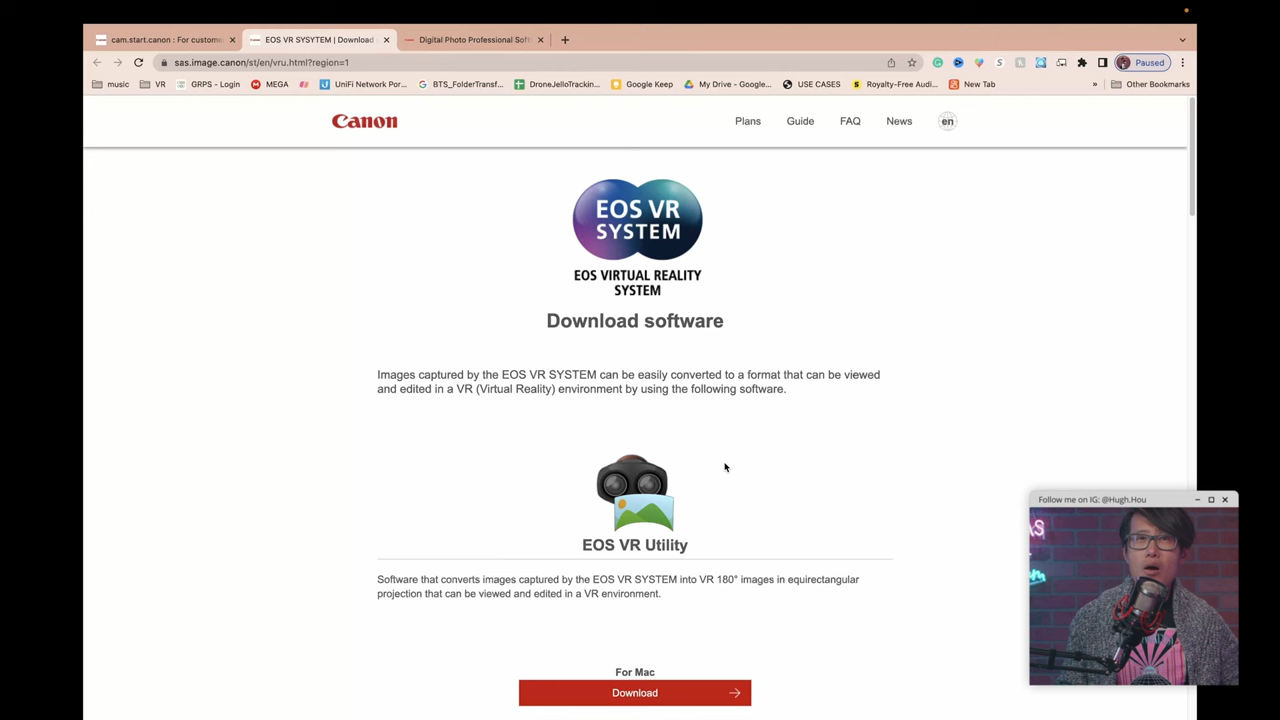 cam.start.canon : For custome
EOS VR SYSYTEM | Download
Digital Photo Professional Soft
sas.image.canon/st/en/vru.html?region=1
Paused
music
VR
GRPS - Login
MEGA
UniFi Network Por...
BTS_FolderTransf...
DroneJelloTrackin...
Google Keep
My Drive - Google...
USE CASES
Royalty-Free Audi...
New Tab
»
Other Bookmarks
Canon
Plans
Guide
FAQ
News
en
EOS VR
SYSTEM
EOS VIRTUAL REALITY
SYSTEM
Download software
Images captured by the EOS VR SYSTEM can be easily converted to a format that can be viewed
and edited in a VR (Virtual Reality) environment by using the following software.
EOS VR Utility
Software that converts images captured by the EOS VR SYSTEM into VR 180° images in equirectangular
projection that can be viewed and edited in a VR environment.
For Mac
Download
Follow me on IG: @Hugh.Hou